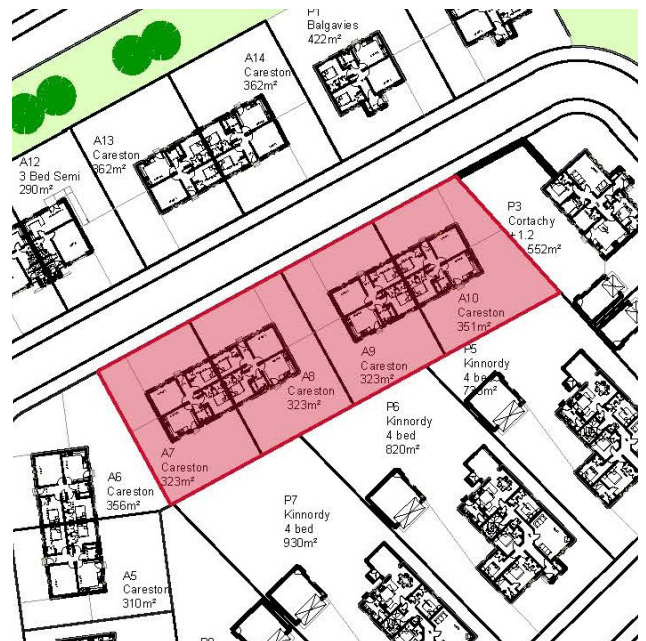 P1
Balgavies
422m²
A14
Careston
362m²
A13
Careston
362m²
A12
3 Bed Semi
290m²
P3
Cortachy
+1.2
552m²
A10
Careston
351m²
A9
Careston
323m²
A8
Careston
323m²
A7
Careston
323m²
P5
Kinnordy
4 bed
P6
Kinnordy
4 bed
820m²
A6
Careston
356m²
P7
Kinnordy
4 bed
930m²
A5
Careston
310m²